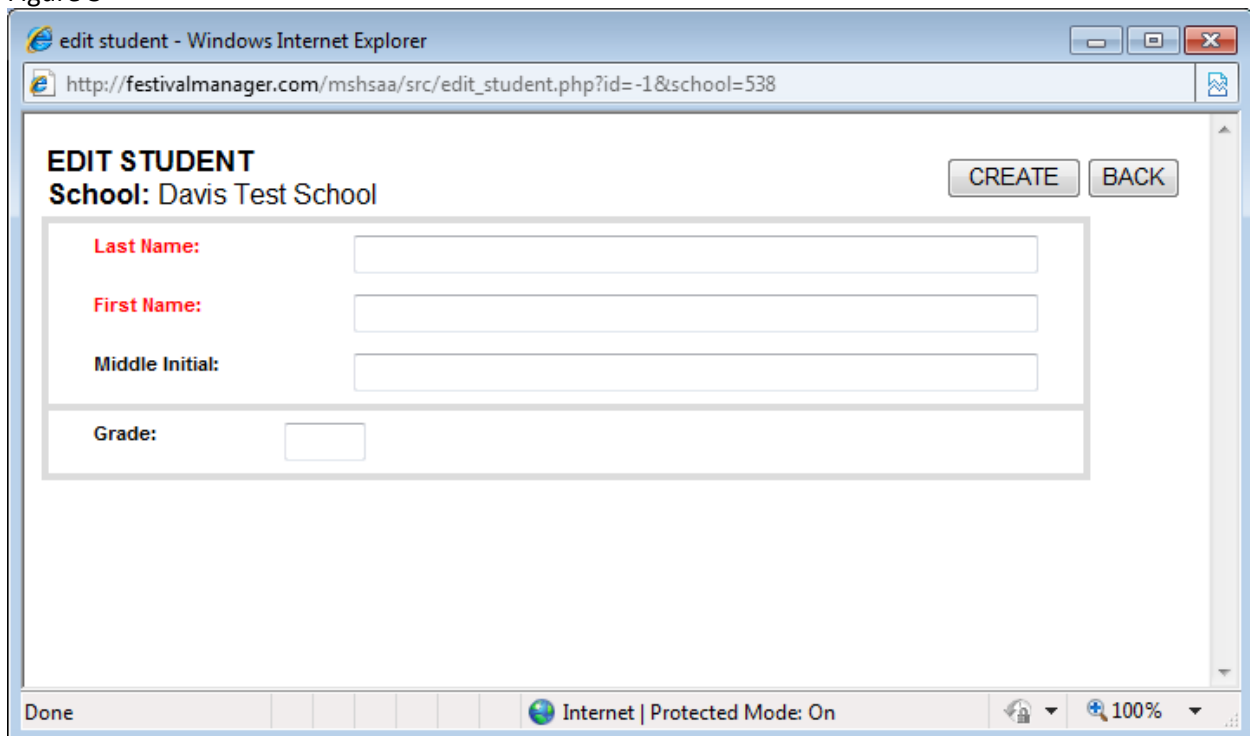 edit student - Windows Internet Explorer
http://festivalmanager.com/mshsaa/src/edit_student.php?id=-1&school=538
EDIT STUDENT
School: Davis Test School
CREATE BACK
Last Name:
First Name:
Middle Initial:
Grade:
Done Internet | Protected Mode: On 100%